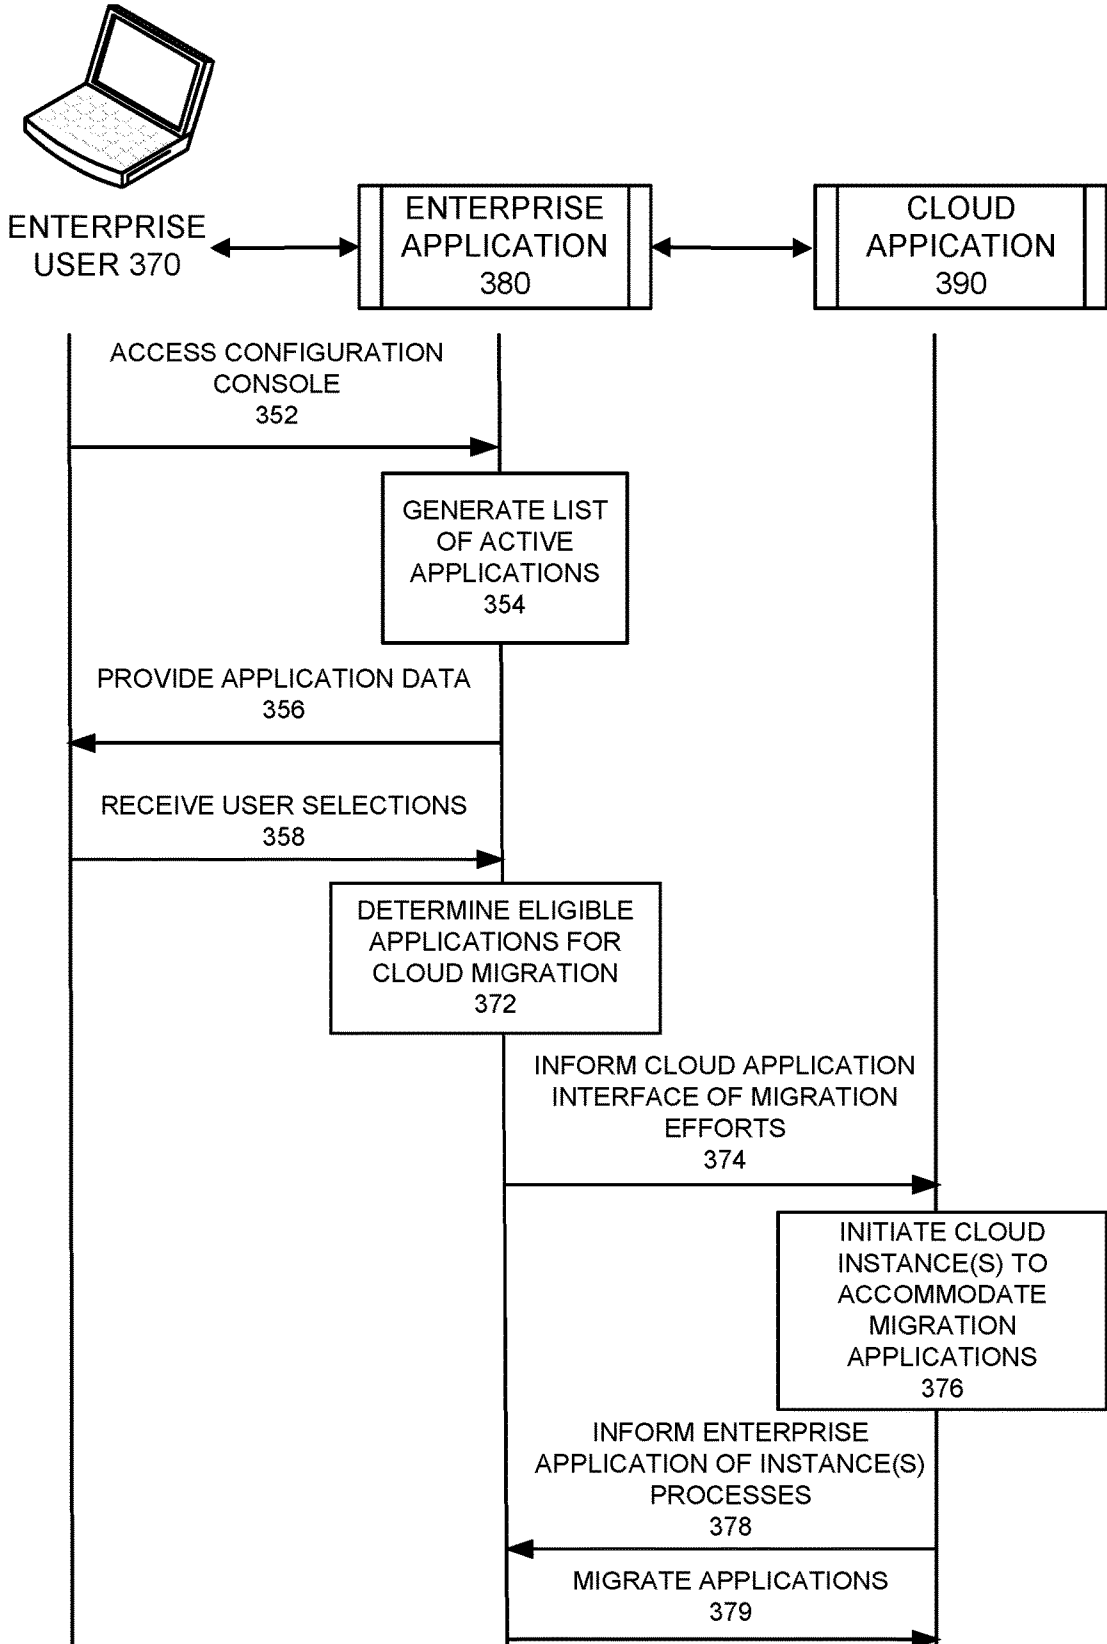 ENTERPRISE
USER 370
ENTERPRISE
APPLICATION
380
CLOUD
APPICATION
390
ACCESS CONFIGURATION
CONSOLE
352
GENERATE LIST
OF ACTIVE
APPLICATIONS
354
PROVIDE APPLICATION DATA
356
RECEIVE USER SELECTIONS
358
DETERMINE ELIGIBLE
APPLICATIONS FOR
CLOUD MIGRATION
372
INFORM CLOUD APPLICATION
INTERFACE OF MIGRATION
EFFORTS
374
INITIATE CLOUD
INSTANCE(S) TO
ACCOMMODATE
MIGRATION
APPLICATIONS
376
INFORM ENTERPRISE
APPLICATION OF INSTANCE(S)
PROCESSES
378
MIGRATE APPLICATIONS
379